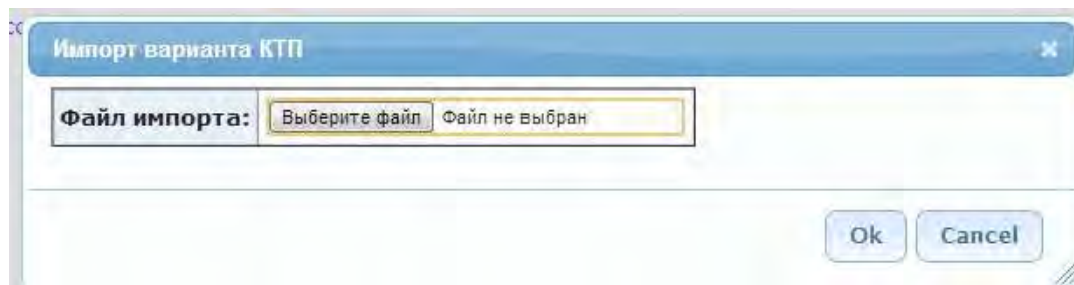 Импорт варианта КТП
Файл импорта: Выберите файл Файл не выбран
Ok Cancel